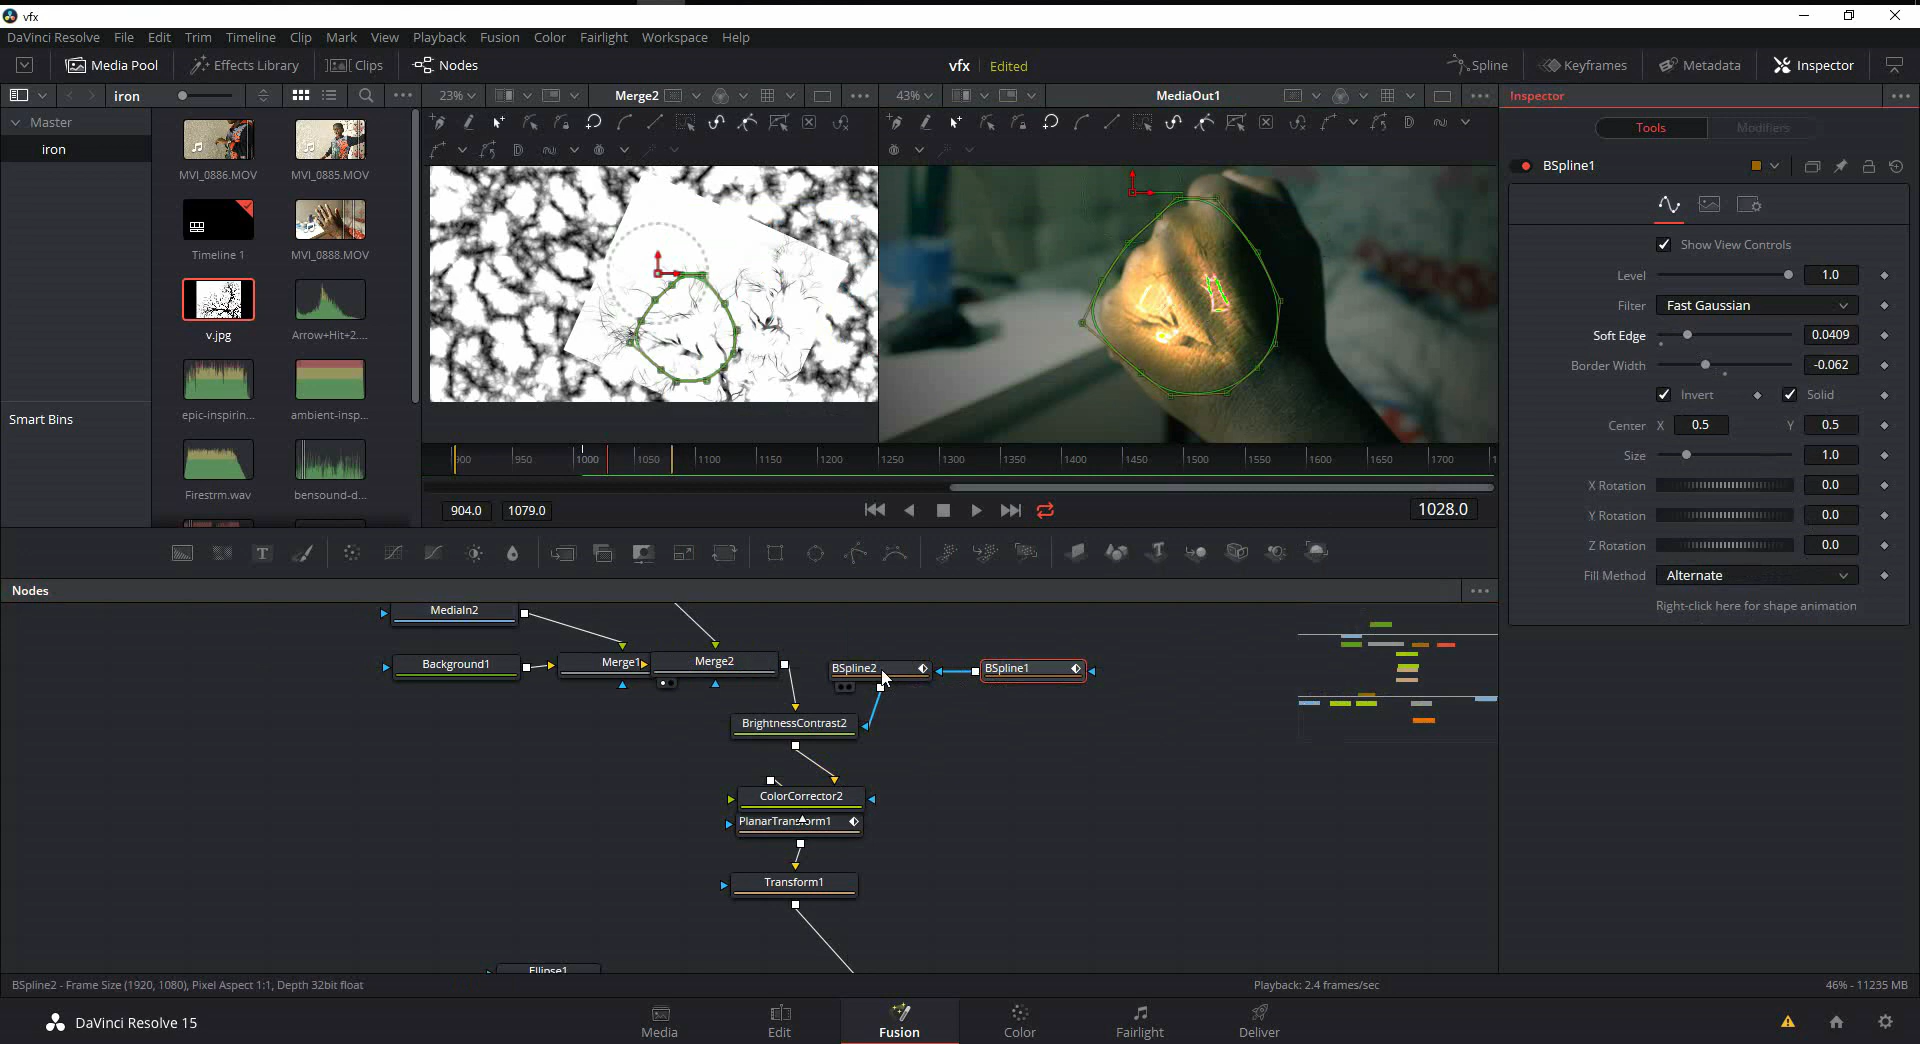 vfx
DaVinci Resolve File Edit Trim Timeline Clip Mark View Playback Fusion Color Fairlight Workspace Help
Media Pool Effects Library Clips Nodes vfx Edited Spline Keyframes Metadata Inspector
iron 23% Merge2 43% MediaOut1 Inspector
Master
iron
Tools Modifiers
MVI_0886.MOV MVI_0885.MOV
BSpline1
Timeline 1 MVI_0888.MOV
Show View Controls
Level 1.0
Filter Fast Gaussian
v.jpg Arrow+Hit+2....
Soft Edge 0.0409
Border Width -0.062
Invert Solid
epic-inspirin... ambient-insp...
Smart Bins
Center X 0.5 Y 0.5
Size 1.0
900 950 1000 1050 1100 1150 1200 1250 1300 1350 1400 1450 1500 1550 1600 1650 1700 1
X Rotation 0.0
Firestrm.wav bensound-d...
904.0 1079.0 1028.0
Y Rotation 0.0
Z Rotation 0.0
Fill Method Alternate
Nodes
Right-click here for shape animation
MediaIn2
Background1 Merge1 Merge2 BSpline2 BSpline1
BrightnessContrast2
ColorCorrector2
PlanarTransform1
Transform1
Ellipse1
BSpline2 - Frame Size (1920, 1080), Pixel Aspect 1:1, Depth 32bit float Playback: 2.4 frames/sec 46% - 11235 MB
DaVinci Resolve 15 Media Edit Fusion Color Fairlight Deliver